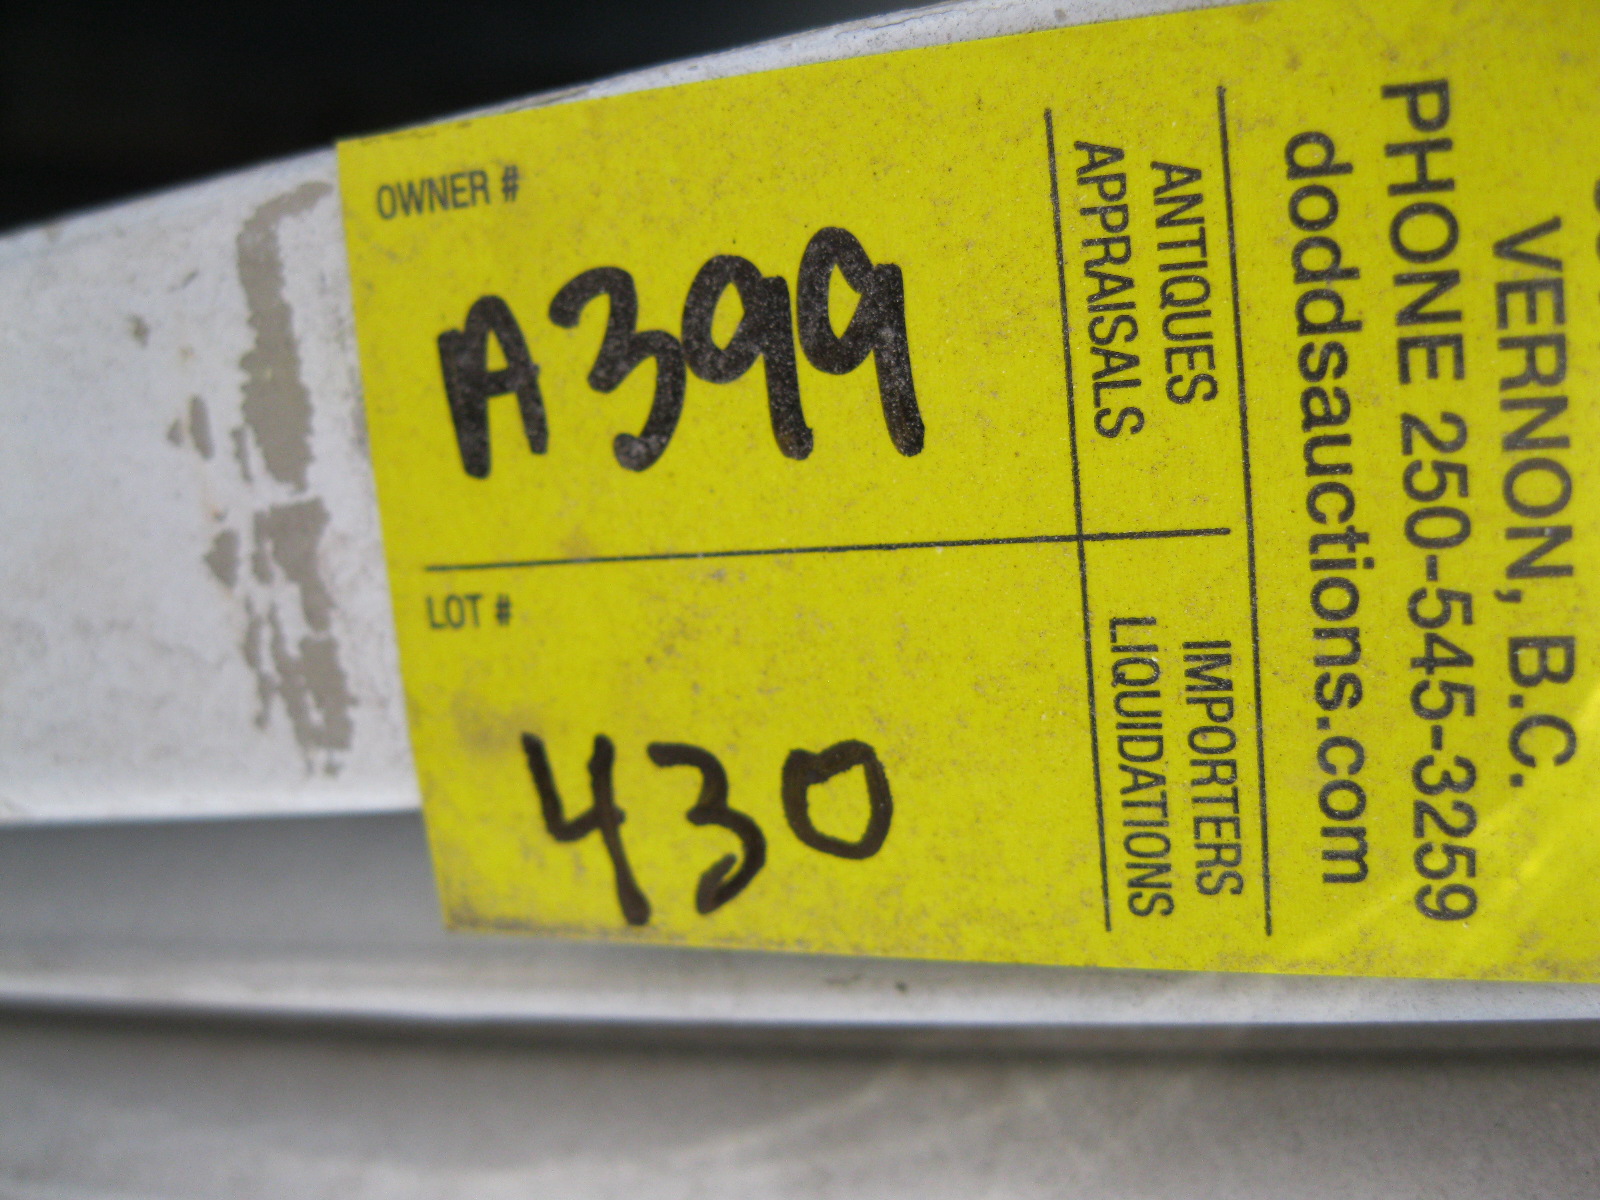 VERNON, B.C.
PHONE 250-545-3259
doddsauctions.com
ANTIQUES
APPRAISALS
IMPORTERS
LIQUIDATIONS
OWNER #
A399
LOT #
430